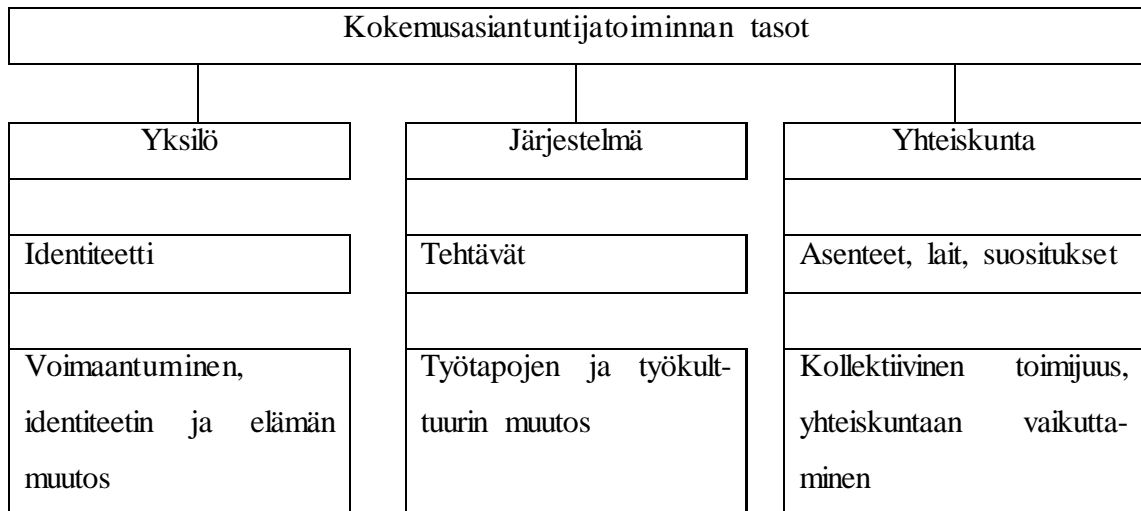 Kokemusasiantuntijatoiminnan tasot
Yksilö
Järjestelmä
Yhteiskunta
Identiteetti
Tehtävät
Asenteet, lait, suositukset
Voimaantuminen,
identiteetin ja elämän
muutos
Työtapojen ja työkult-
tuurin muutos
Kollektiivinen toimijuus,
yhteiskuntaan vaikutta-
minen